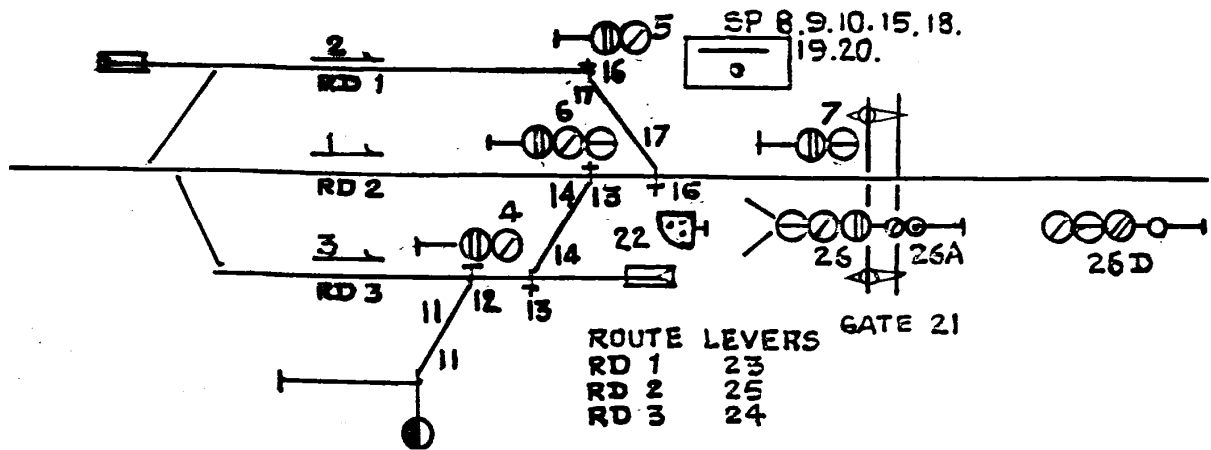 SP 8.9.10.15.18.
19.20.
5
2
16
RD 1
17
6
7
17
1
RD 2
14
13
16
4
22
26
26A
26D
3
14
RD 3
12
13
11
11
GATE 21
ROUTE LEVERS
RD 1 23
RD 2 25
RD 3 24